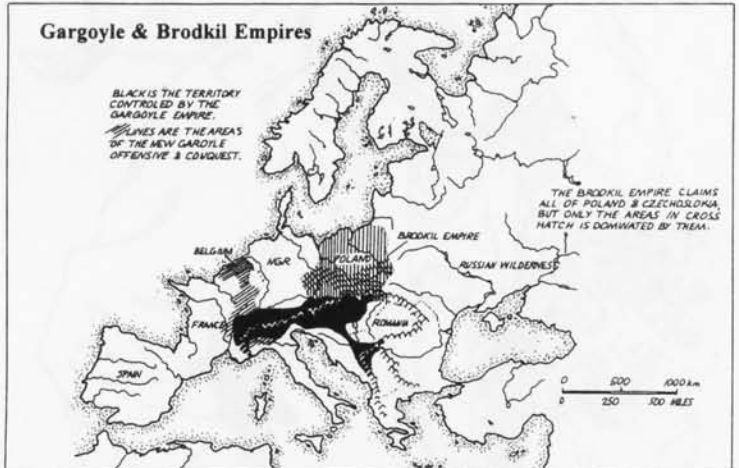 Gargoyle & Brodkil Empires
BLACK IS THE TERRITORY
CONTROLED BY THE
GARGOYLE EMPIRE.
LINES ARE THE AREAS
OF THE NEW GARGOYLE
OFFENSIVE & CONQUEST.
THE BRODKIL EMPIRE CLAIMS
ALL OF POLAND & CZECHOSLOKIA,
BUT ONLY THE AREAS IN CROSS
HATCH IS DOMINATED BY THEM.
BRODKIL EMPIRE
BELGIUM
NGR
POLAND
RUSSIAN WILDERNESS
FRANCE
ROMANIA
SPAIN
0 500 1000 km
0 250 500 MILES